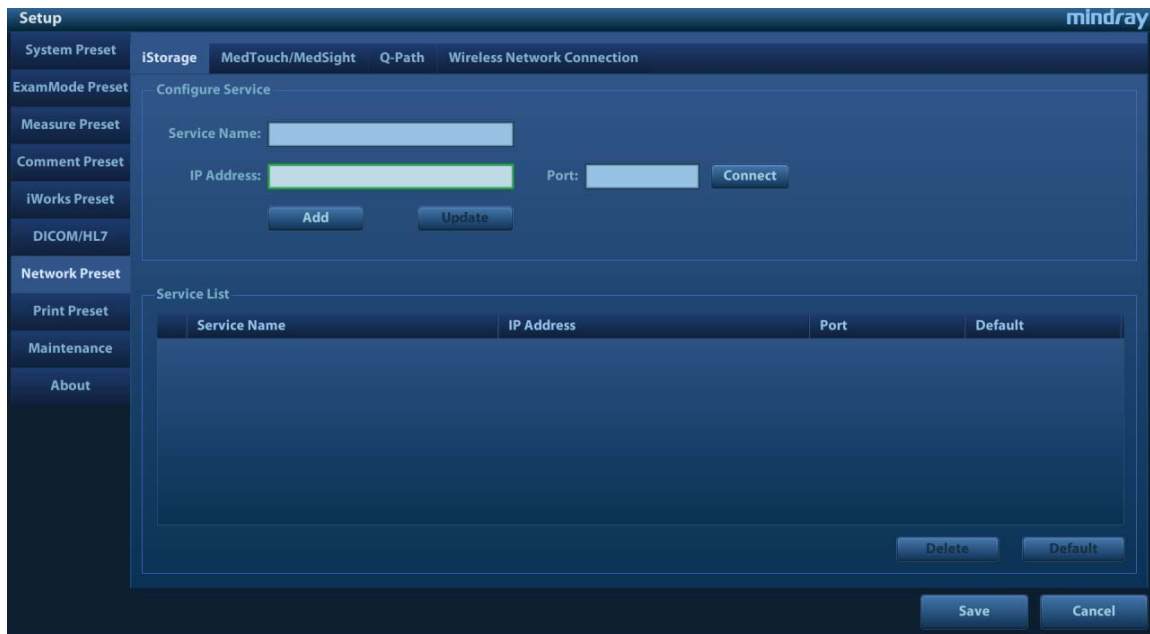 Setup mindray
System Preset
ExamMode Preset
Measure Preset
Comment Preset
iWorks Preset
DICOM/HL7
Network Preset
Print Preset
Maintenance
About
iStorage MedTouch/MedSight Q-Path Wireless Network Connection
Configure Service
Service Name:
IP Address: Port: Connect
Add Update
Service List
Service Name IP Address Port Default
Delete Default
Save Cancel